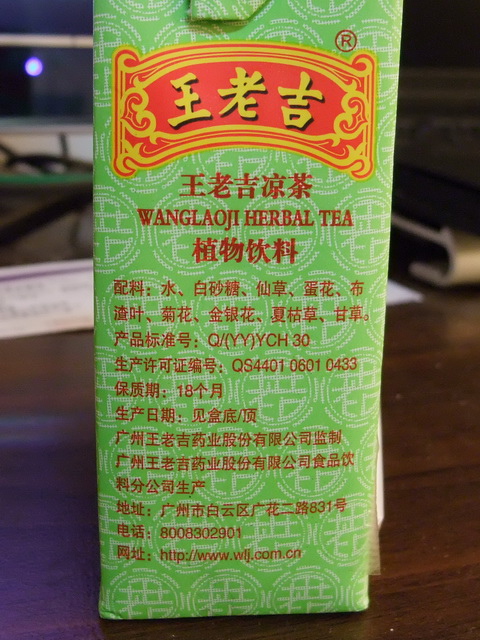 ®
王老吉
王老吉凉茶
WANGLAOJI HERBAL TEA
植物饮料
配料：水、白砂糖、仙草、蛋花、布
渣叶、菊花、金银花、夏枯草、甘草。
产品标准号：Q/(YY)YCH 30
生产许可证编号：QS4401 0601 0433
保质期：18个月
生产日期：见盒底/顶
广州王老吉药业股份有限公司监制
广州王老吉药业股份有限公司食品饮
料分公司生产
地址：广州市白云区广花二路831号
电话：8008302901
网址：http://www.wlj.com.cn